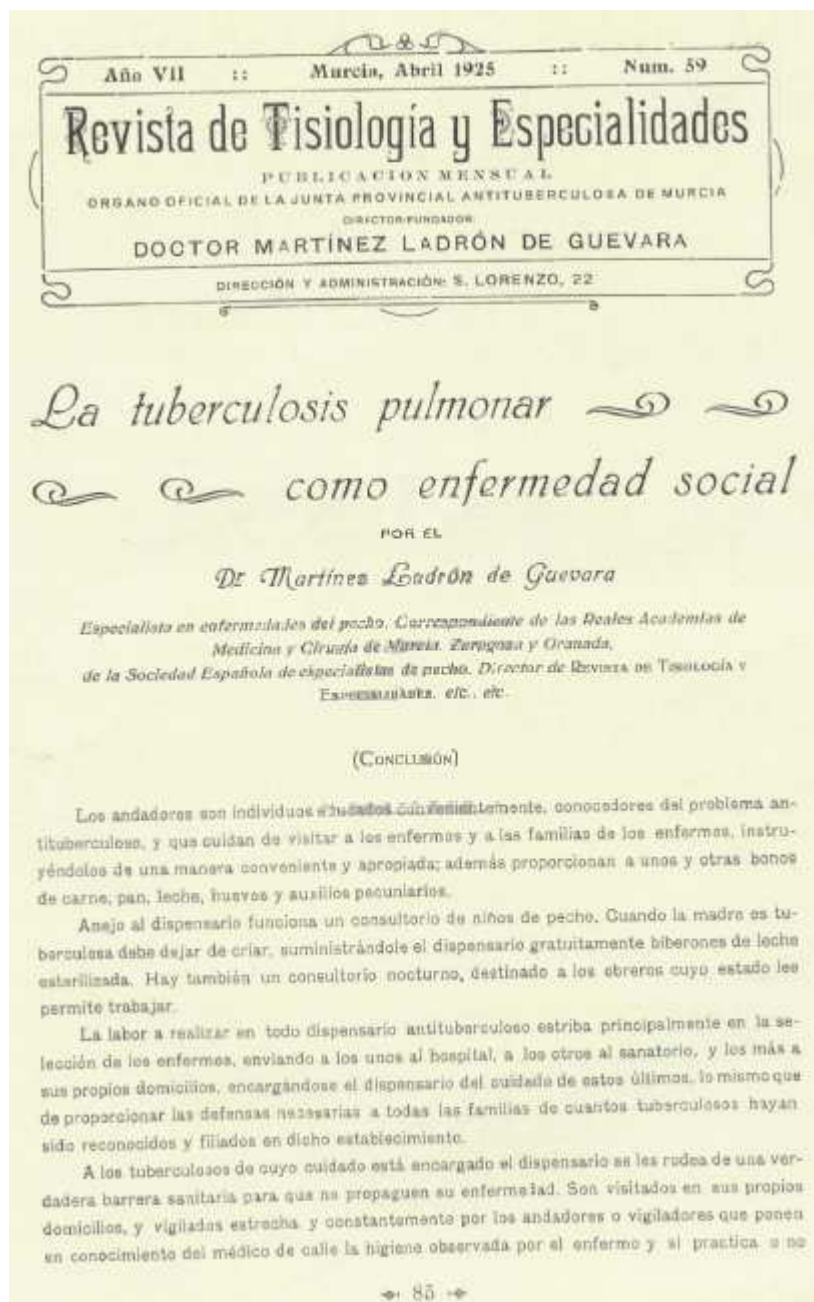 Año VII :: Murcia, Abril 1925 :: Num. 59
Revista de Tisiología y Especialidades
PUBLICACION MENSUAL
ORGANO OFICIAL DE LA JUNTA PROVINCIAL ANTITUBERCULOSA DE MURCIA
DIRECTOR-FUNDADOR
DOCTOR MARTÍNEZ LADRÓN DE GUEVARA
DIRECCIÓN Y ADMINISTRACIÓN: S. LORENZO, 22
La tuberculosis pulmonar
como enfermedad social
POR EL
Dr Martínez Ladrón de Guevara
Especialista en enfermedades del pecho. Correspondiente de las Reales Academias de
Medicina y Cirugía de Murcia. Zaragoza y Granada,
de la Sociedad Española de especialistas de pecho. Director de REVISTA DE TISIOLOGÍA Y
ESPECIALIDADES. etc., etc.
(CONCLUSIÓN)
Los andadores son individuos educados convenientemente, conocedores del problema an-
tituberculoso, y que cuidan de visitar a los enfermos y a las familias de los enfermos, instru-
yéndolos de una manera conveniente y apropiada; además proporcionan a unos y otras bonos
de carne, pan, leche, huevos y auxilios pecuniarios.
Anejo al dispensario funciona un consultorio de niños de pecho. Cuando la madre es tu-
berculosa debe dejar de criar, suministrándole el dispensario gratuitamente biberones de leche
esterilizada. Hay también un consultorio nocturno, destinado a los obreros cuyo estado les
permite trabajar.
La labor a realizar en todo dispensario antituberculoso estriba principalmente en la se-
lección de los enfermos, enviando a los unos al hospital, a los otros al sanatorio, y los más a
sus propios domicilios, encargándose el dispensario del cuidado de estos últimos, lo mismo que
de proporcionar las defensas necesarias a todas las familias de cuantos tuberculosos hayan
sido reconocidos y filiados en dicho establecimiento.
A los tuberculosos de cuyo cuidado está encargado el dispensario se les rodea de una ver-
dadera barrera sanitaria para que no propaguen su enfermedad. Son visitados en sus propios
domicilios, y vigilados estrecha y constantemente por los andadores o vigiladores que ponen
en conocimiento del médico de calle la higiene observada por el enfermo y si practica o no
85